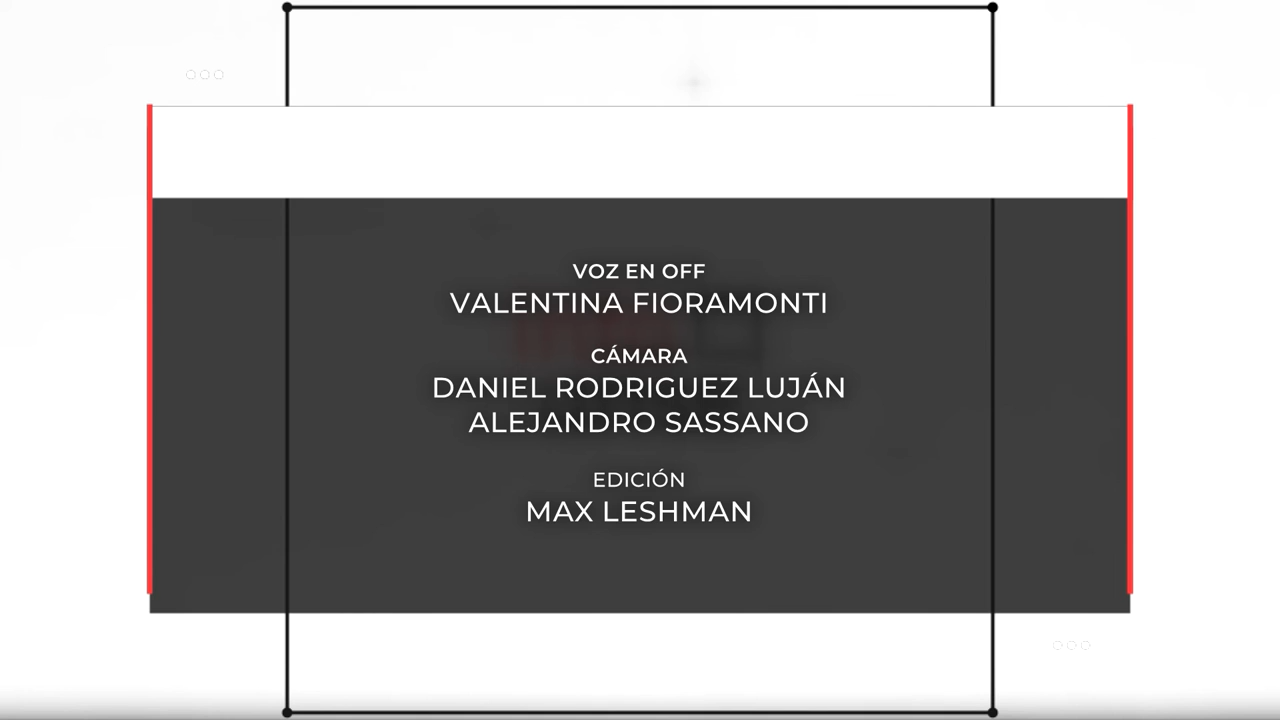 VOZ EN OFF
VALENTINA FIORAMONTI
CÁMARA
DANIEL RODRIGUEZ LUJÁN
ALEJANDRO SASSANO
EDICIÓN
MAX LESHMAN